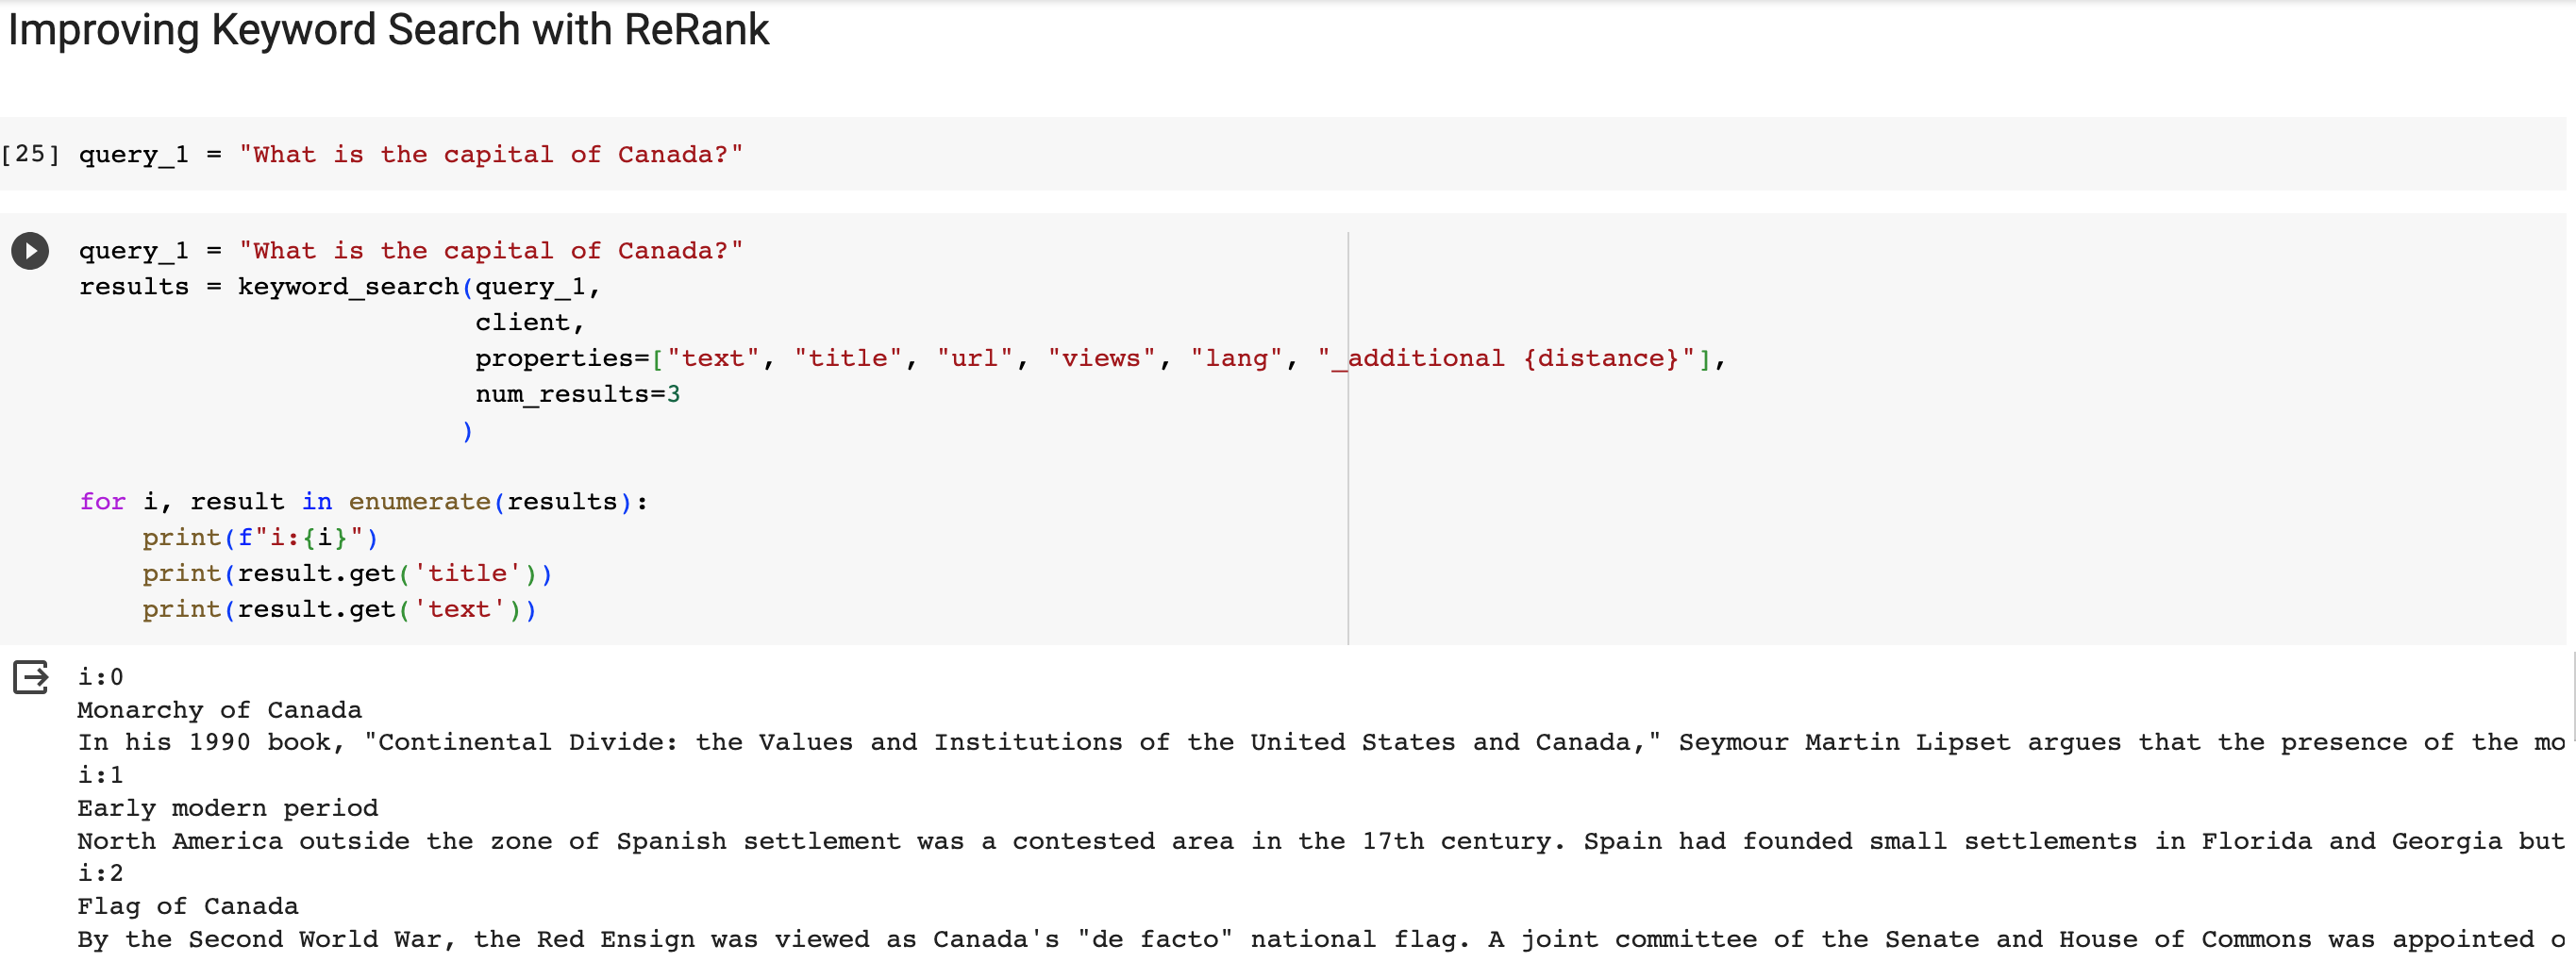 Improving Keyword Search with ReRank
[25] query_1 = "What is the capital of Canada?"
query_1 = "What is the capital of Canada?"
results = keyword_search(query_1,
                         client,
                         properties=["text", "title", "url", "views", "lang", "_additional {distance}"],
                         num_results=3
                        )
for i, result in enumerate(results):
    print(f"i:{i}")
    print(result.get('title'))
    print(result.get('text'))
i:0
Monarchy of Canada
In his 1990 book, "Continental Divide: the Values and Institutions of the United States and Canada," Seymour Martin Lipset argues that the presence of the mo
i:1
Early modern period
North America outside the zone of Spanish settlement was a contested area in the 17th century. Spain had founded small settlements in Florida and Georgia but
i:2
Flag of Canada
By the Second World War, the Red Ensign was viewed as Canada's "de facto" national flag. A joint committee of the Senate and House of Commons was appointed o